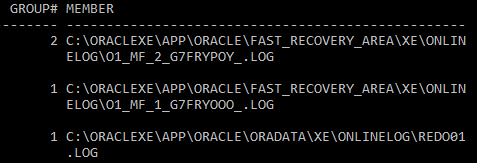 GROUP# MEMBER
------- --------------------------------------------------
2 C:\ORACLEXE\APP\ORACLE\FAST_RECOVERY_AREA\XE\ONLIN
ELOG\O1_MF_2_G7FRYPOY_.LOG
1 C:\ORACLEXE\APP\ORACLE\FAST_RECOVERY_AREA\XE\ONLIN
ELOG\O1_MF_1_G7FRYOOO_.LOG
1 C:\ORACLEXE\APP\ORACLE\ORADATA\XE\ONLINELOG\REDO01
.LOG